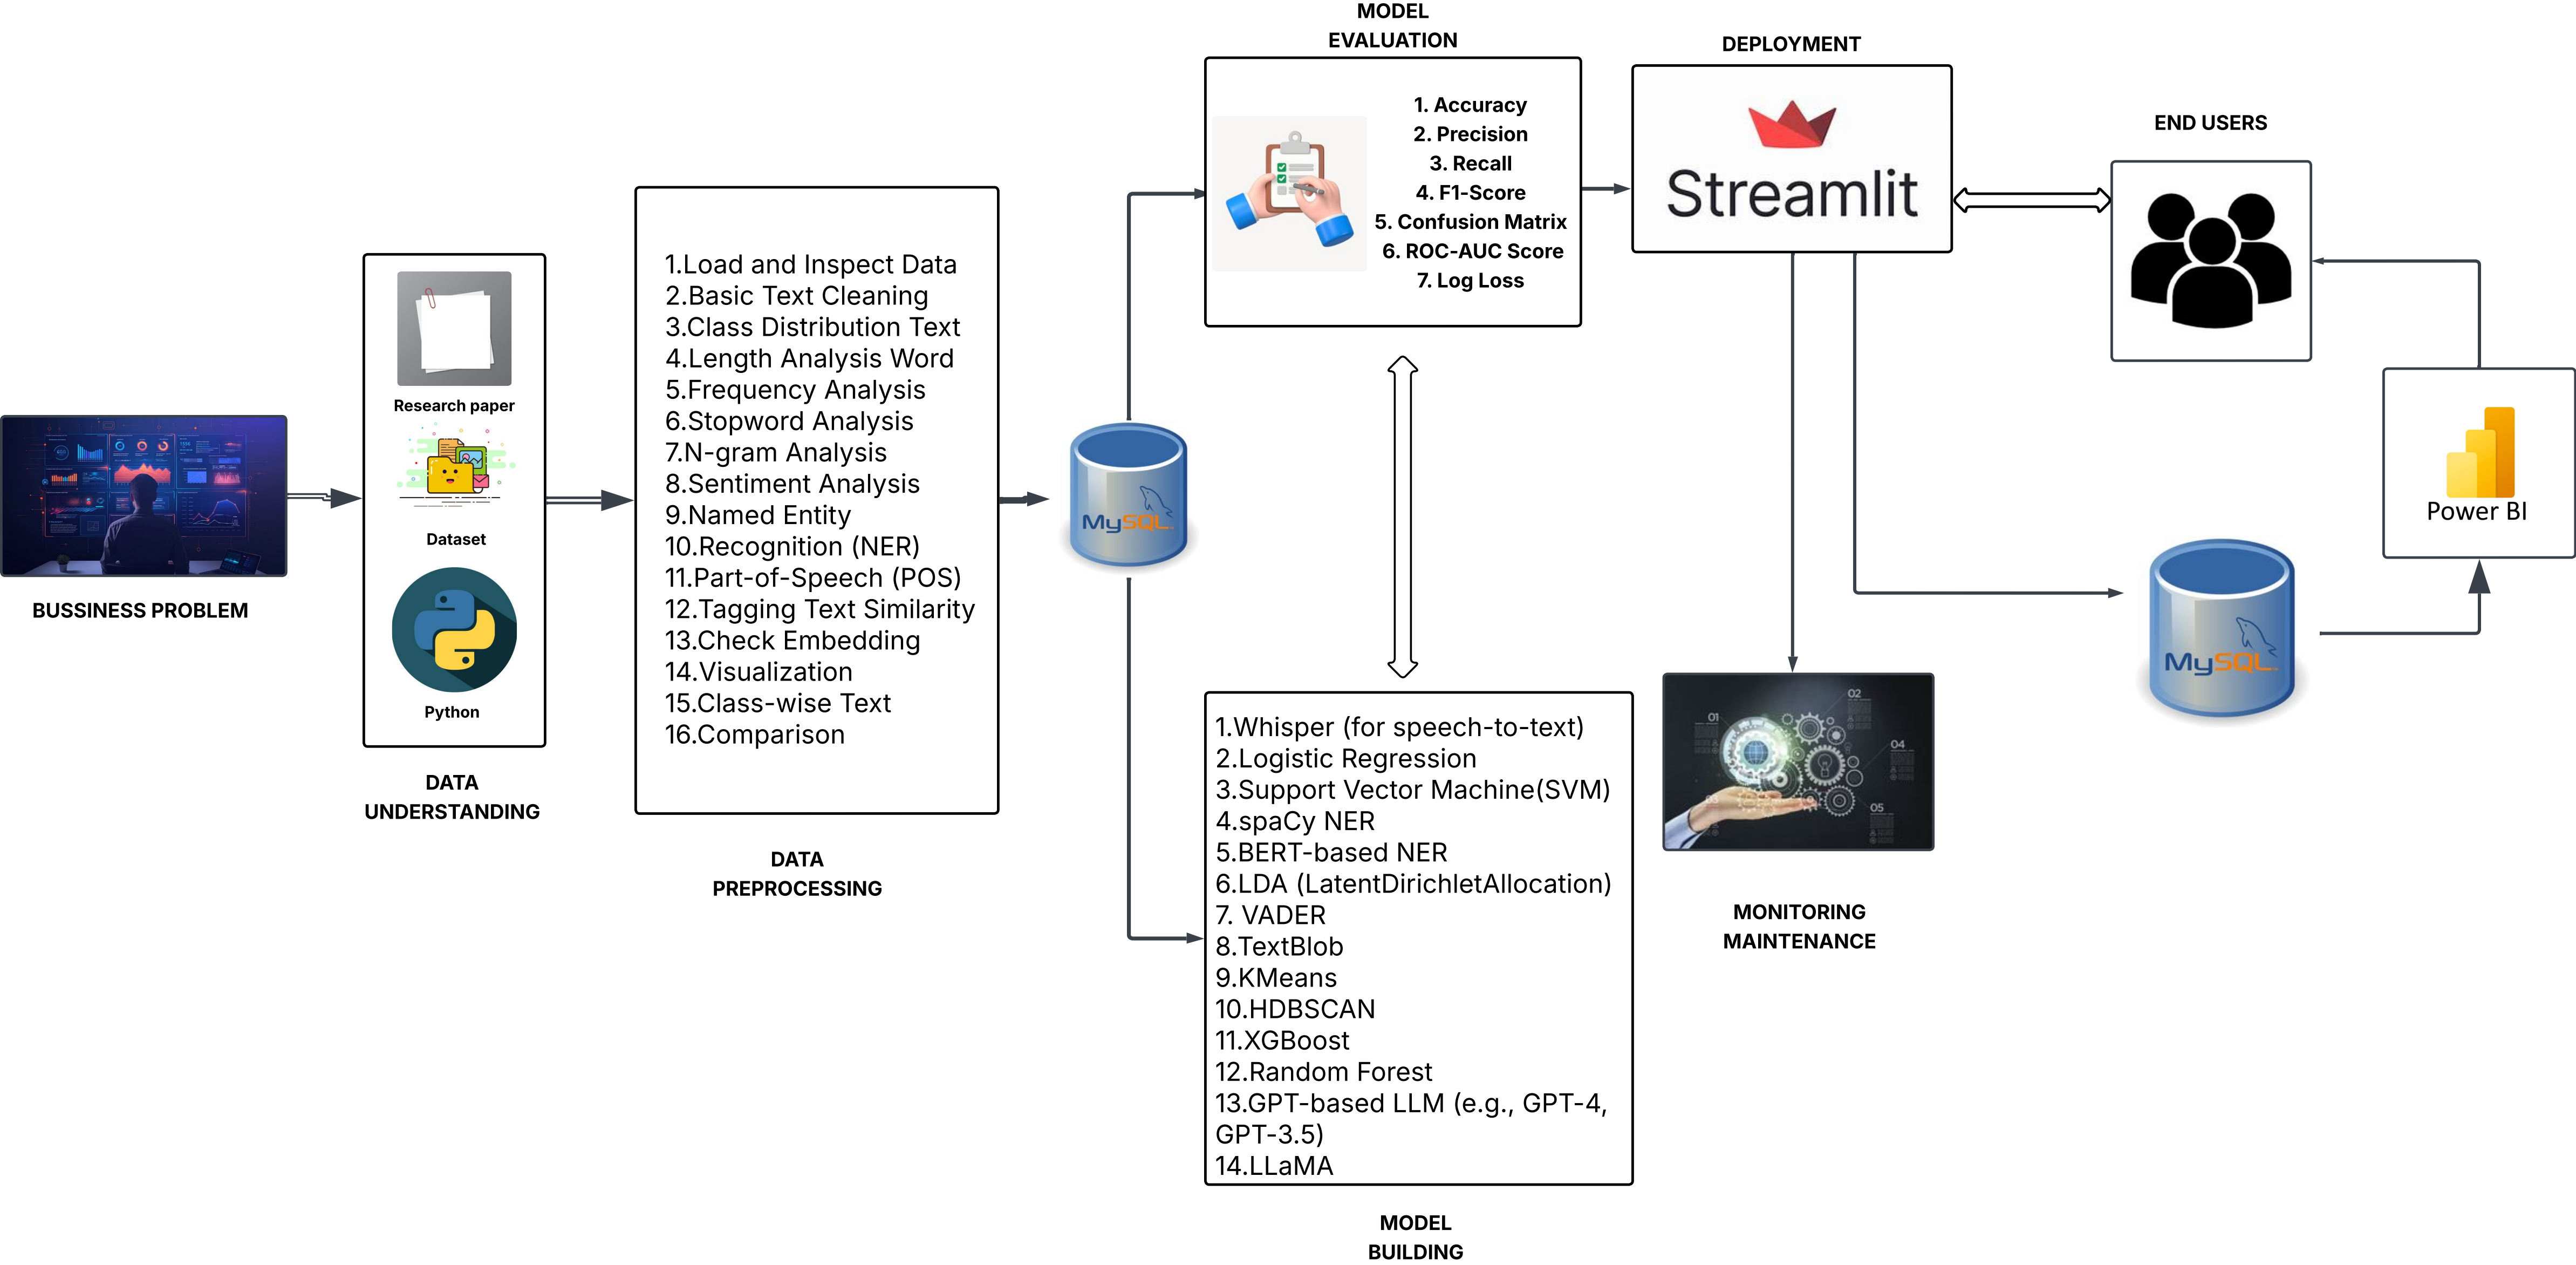 BUSSINESS PROBLEM
Research paper
Dataset
Python
DATA
UNDERSTANDING
1.Load and Inspect Data
2.Basic Text Cleaning
3.Class Distribution Text
4.Length Analysis Word
5.Frequency Analysis
6.Stopword Analysis
7.N-gram Analysis
8.Sentiment Analysis
9.Named Entity
10.Recognition (NER)
11.Part-of-Speech (POS)
12.Tagging Text Similarity
13.Check Embedding
14.Visualization
15.Class-wise Text
16.Comparison
DATA
PREPROCESSING
MySQL
MODEL
EVALUATION
1. Accuracy
2. Precision
3. Recall
4. F1-Score
5. Confusion Matrix
6. ROC-AUC Score
7. Log Loss
1.Whisper (for speech-to-text)
2.Logistic Regression
3.Support Vector Machine(SVM)
4.spaCy NER
5.BERT-based NER
6.LDA (LatentDirichletAllocation)
7. VADER
8.TextBlob
9.KMeans
10.HDBSCAN
11.XGBoost
12.Random Forest
13.GPT-based LLM (e.g., GPT-4,
GPT-3.5)
14.LLaMA
MODEL
BUILDING
DEPLOYMENT
Streamlit
01
02
03
04
05
MONITORING
MAINTENANCE
END USERS
MySQL
Power BI